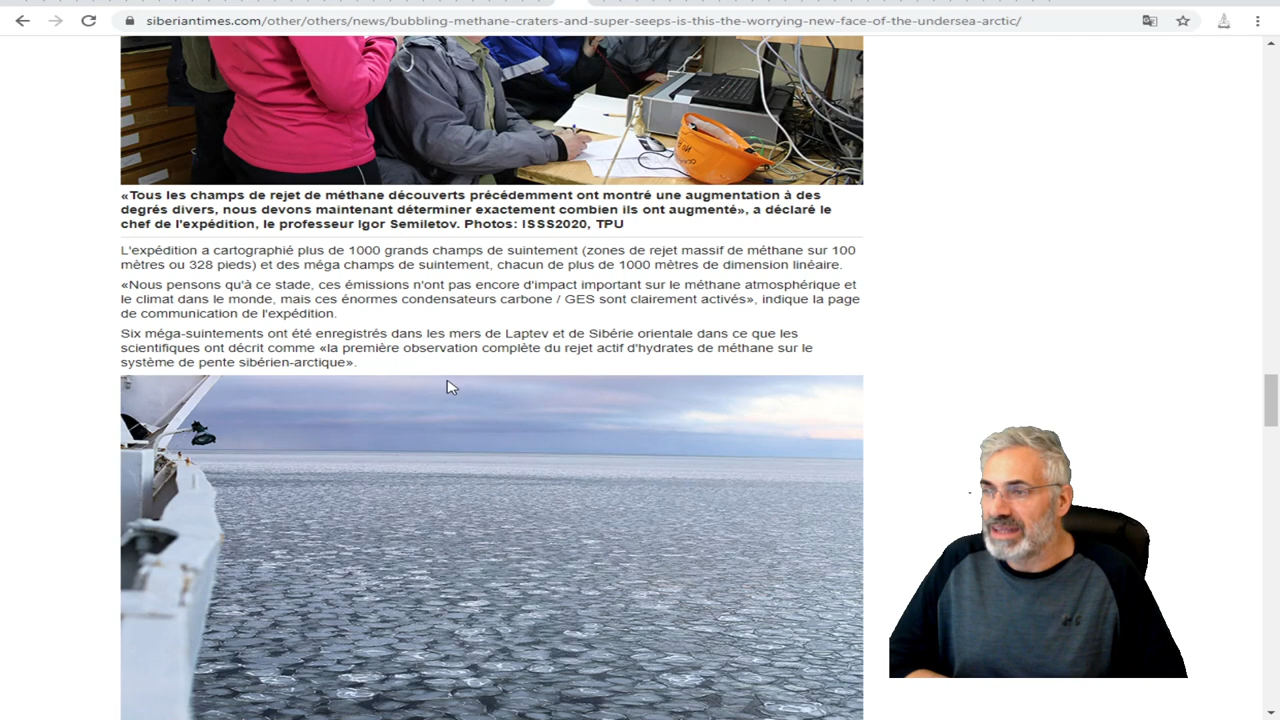 siberiantimes.com/other/others/news/bubbling-methane-craters-and-super-seeps-is-this-the-worrying-new-face-of-the-undersea-arctic/
«Tous les champs de rejet de méthane découverts précédemment ont montré une augmentation à des
degrés divers, nous devons maintenant déterminer exactement combien ils ont augmenté», a déclaré le
chef de l'expédition, le professeur Igor Semiletov. Photos: ISSS2020, TPU
L'expédition a cartographié plus de 1000 grands champs de suintement (zones de rejet massif de méthane sur 100
mètres ou 328 pieds) et des méga champs de suintement, chacun de plus de 1000 mètres de dimension linéaire.
«Nous pensons qu'à ce stade, ces émissions n'ont pas encore d'impact important sur le méthane atmosphérique et
le climat dans le monde, mais ces énormes condensateurs carbone / GES sont clairement activés», indique la page
de communication de l'expédition.
Six méga-suintements ont été enregistrés dans les mers de Laptev et de Sibérie orientale dans ce que les
scientifiques ont décrit comme «la première observation complète du rejet actif d'hydrates de méthane sur le
système de pente sibérien-arctique».